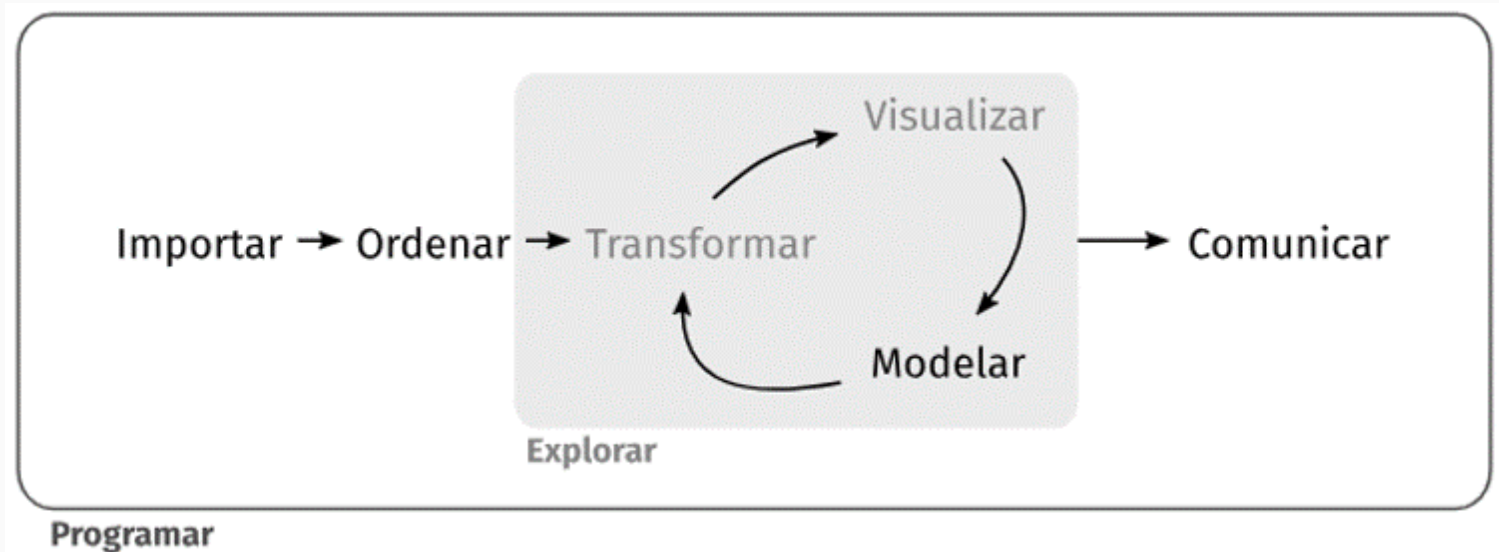 Visualizar
Importar → Ordenar → Transformar → Comunicar
Modelar
Explorar
Programar